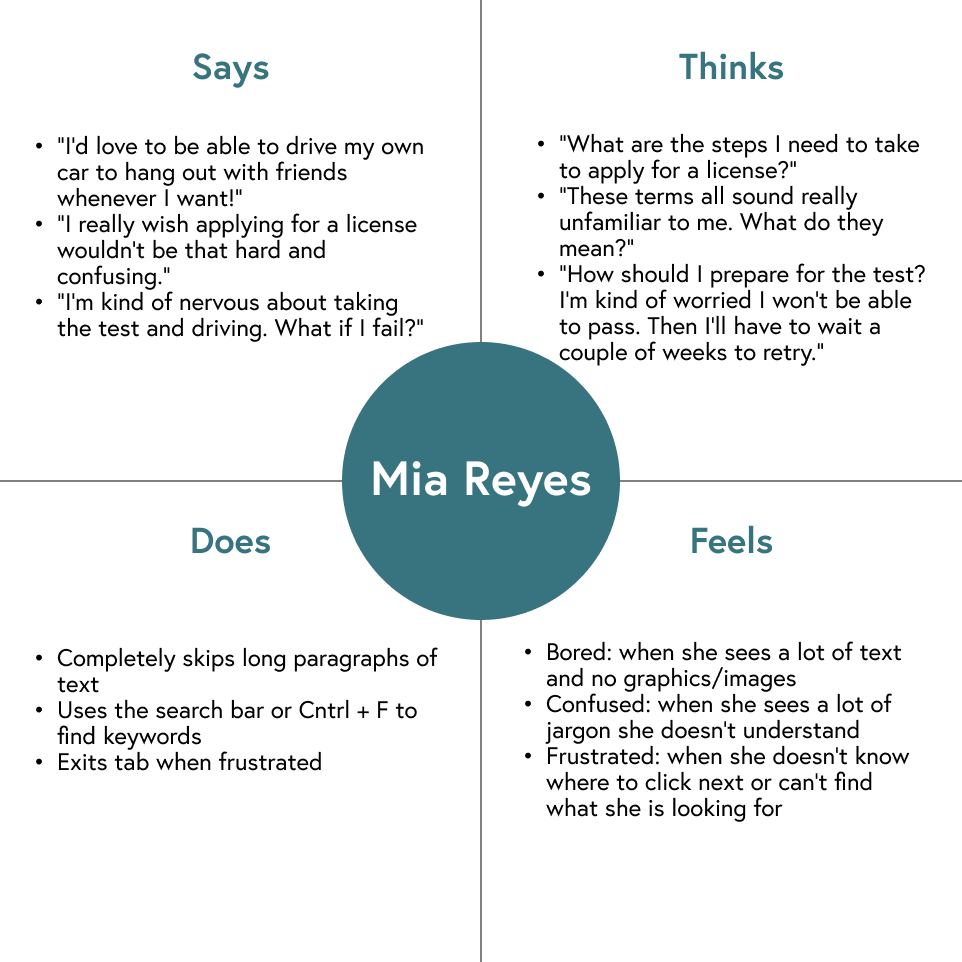 Says
• "I'd love to be able to drive my own
car to hang out with friends
whenever I want!"
• "I really wish applying for a license
wouldn't be that hard and
confusing."
• "I'm kind of nervous about taking
the test and driving. What if I fail?"
Thinks
• "What are the steps I need to take
to apply for a license?"
• "These terms all sound really
unfamiliar to me. What do they
mean?"
• "How should I prepare for the test?
I'm kind of worried I won't be able
to pass. Then I'll have to wait a
couple of weeks to retry."
Mia Reyes
Does
• Completely skips long paragraphs of
text
• Uses the search bar or Cntrl + F to
find keywords
• Exits tab when frustrated
Feels
• Bored: when she sees a lot of text
and no graphics/images
• Confused: when she sees a lot of
jargon she doesn't understand
• Frustrated: when she doesn't know
where to click next or can't find
what she is looking for